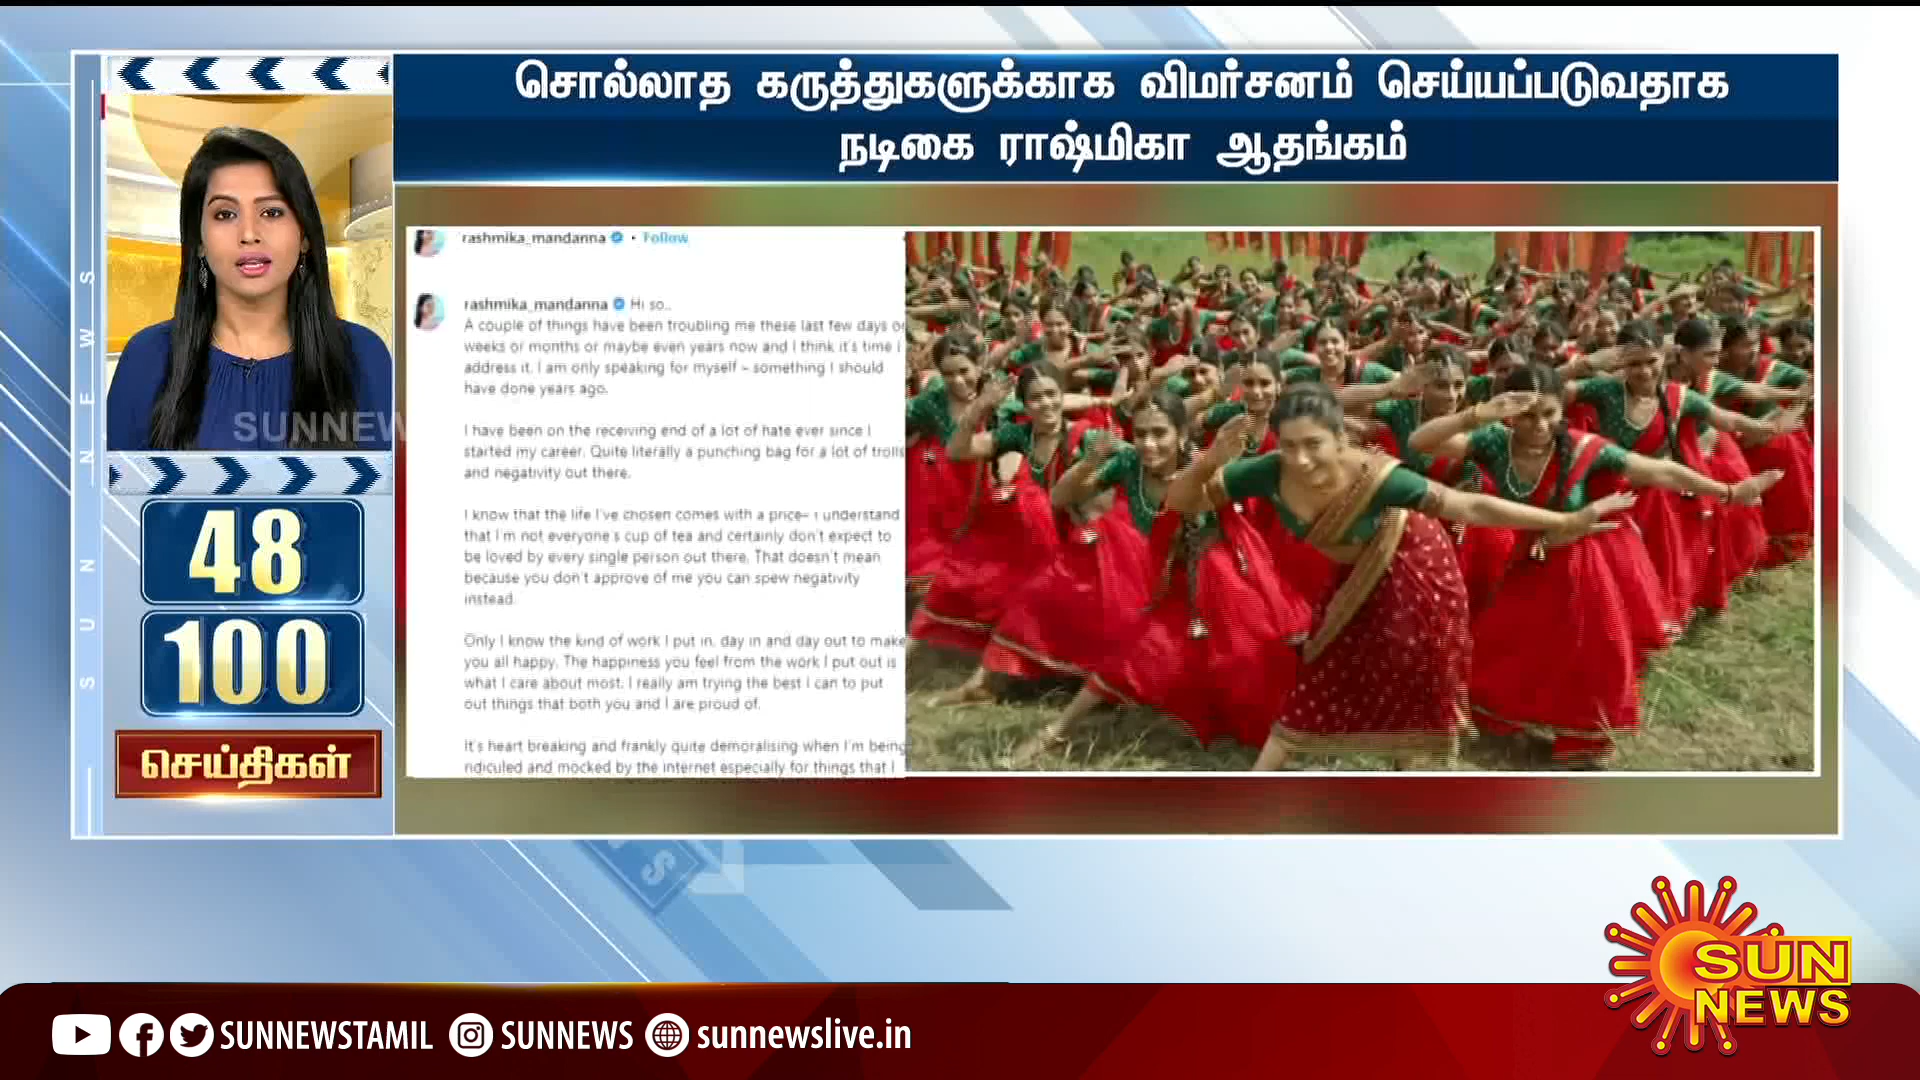 சொல்லாத கருத்துகளுக்காக விமர்சனம் செய்யப்படுவதாக
நடிகை ராஷ்மிகா ஆதங்கம்
SUN NEWS
SUNNEW
48
100
செய்திகள்
rashmika_mandanna • Follow
rashmika_mandanna Hi so..
A couple of things have been troubling me these last few days or
weeks or months or maybe even years now and I think it's time I
address it. I am only speaking for myself – something I should
have done years ago.
I have been on the receiving end of a lot of hate ever since I
started my career. Quite literally a punching bag for a lot of trolls
and negativity out there.
I know that the life I've chosen comes with a price– I understand
that I'm not everyone's cup of tea and certainly don't expect to
be loved by every single person out there. That doesn't mean
because you don't approve of me you can spew negativity
instead.
Only I know the kind of work I put in, day in and day out to make
you all happy. The happiness you feel from the work I put out is
what I care about most. I really am trying the best I can to put
out things that both you and I are proud of.
It's heart breaking and frankly quite demoralising when I'm being
ridiculed and mocked by the internet especially for things that I
SUN
NEWS
SUNNEWSTAMIL SUNNEWS sunnewslive.in